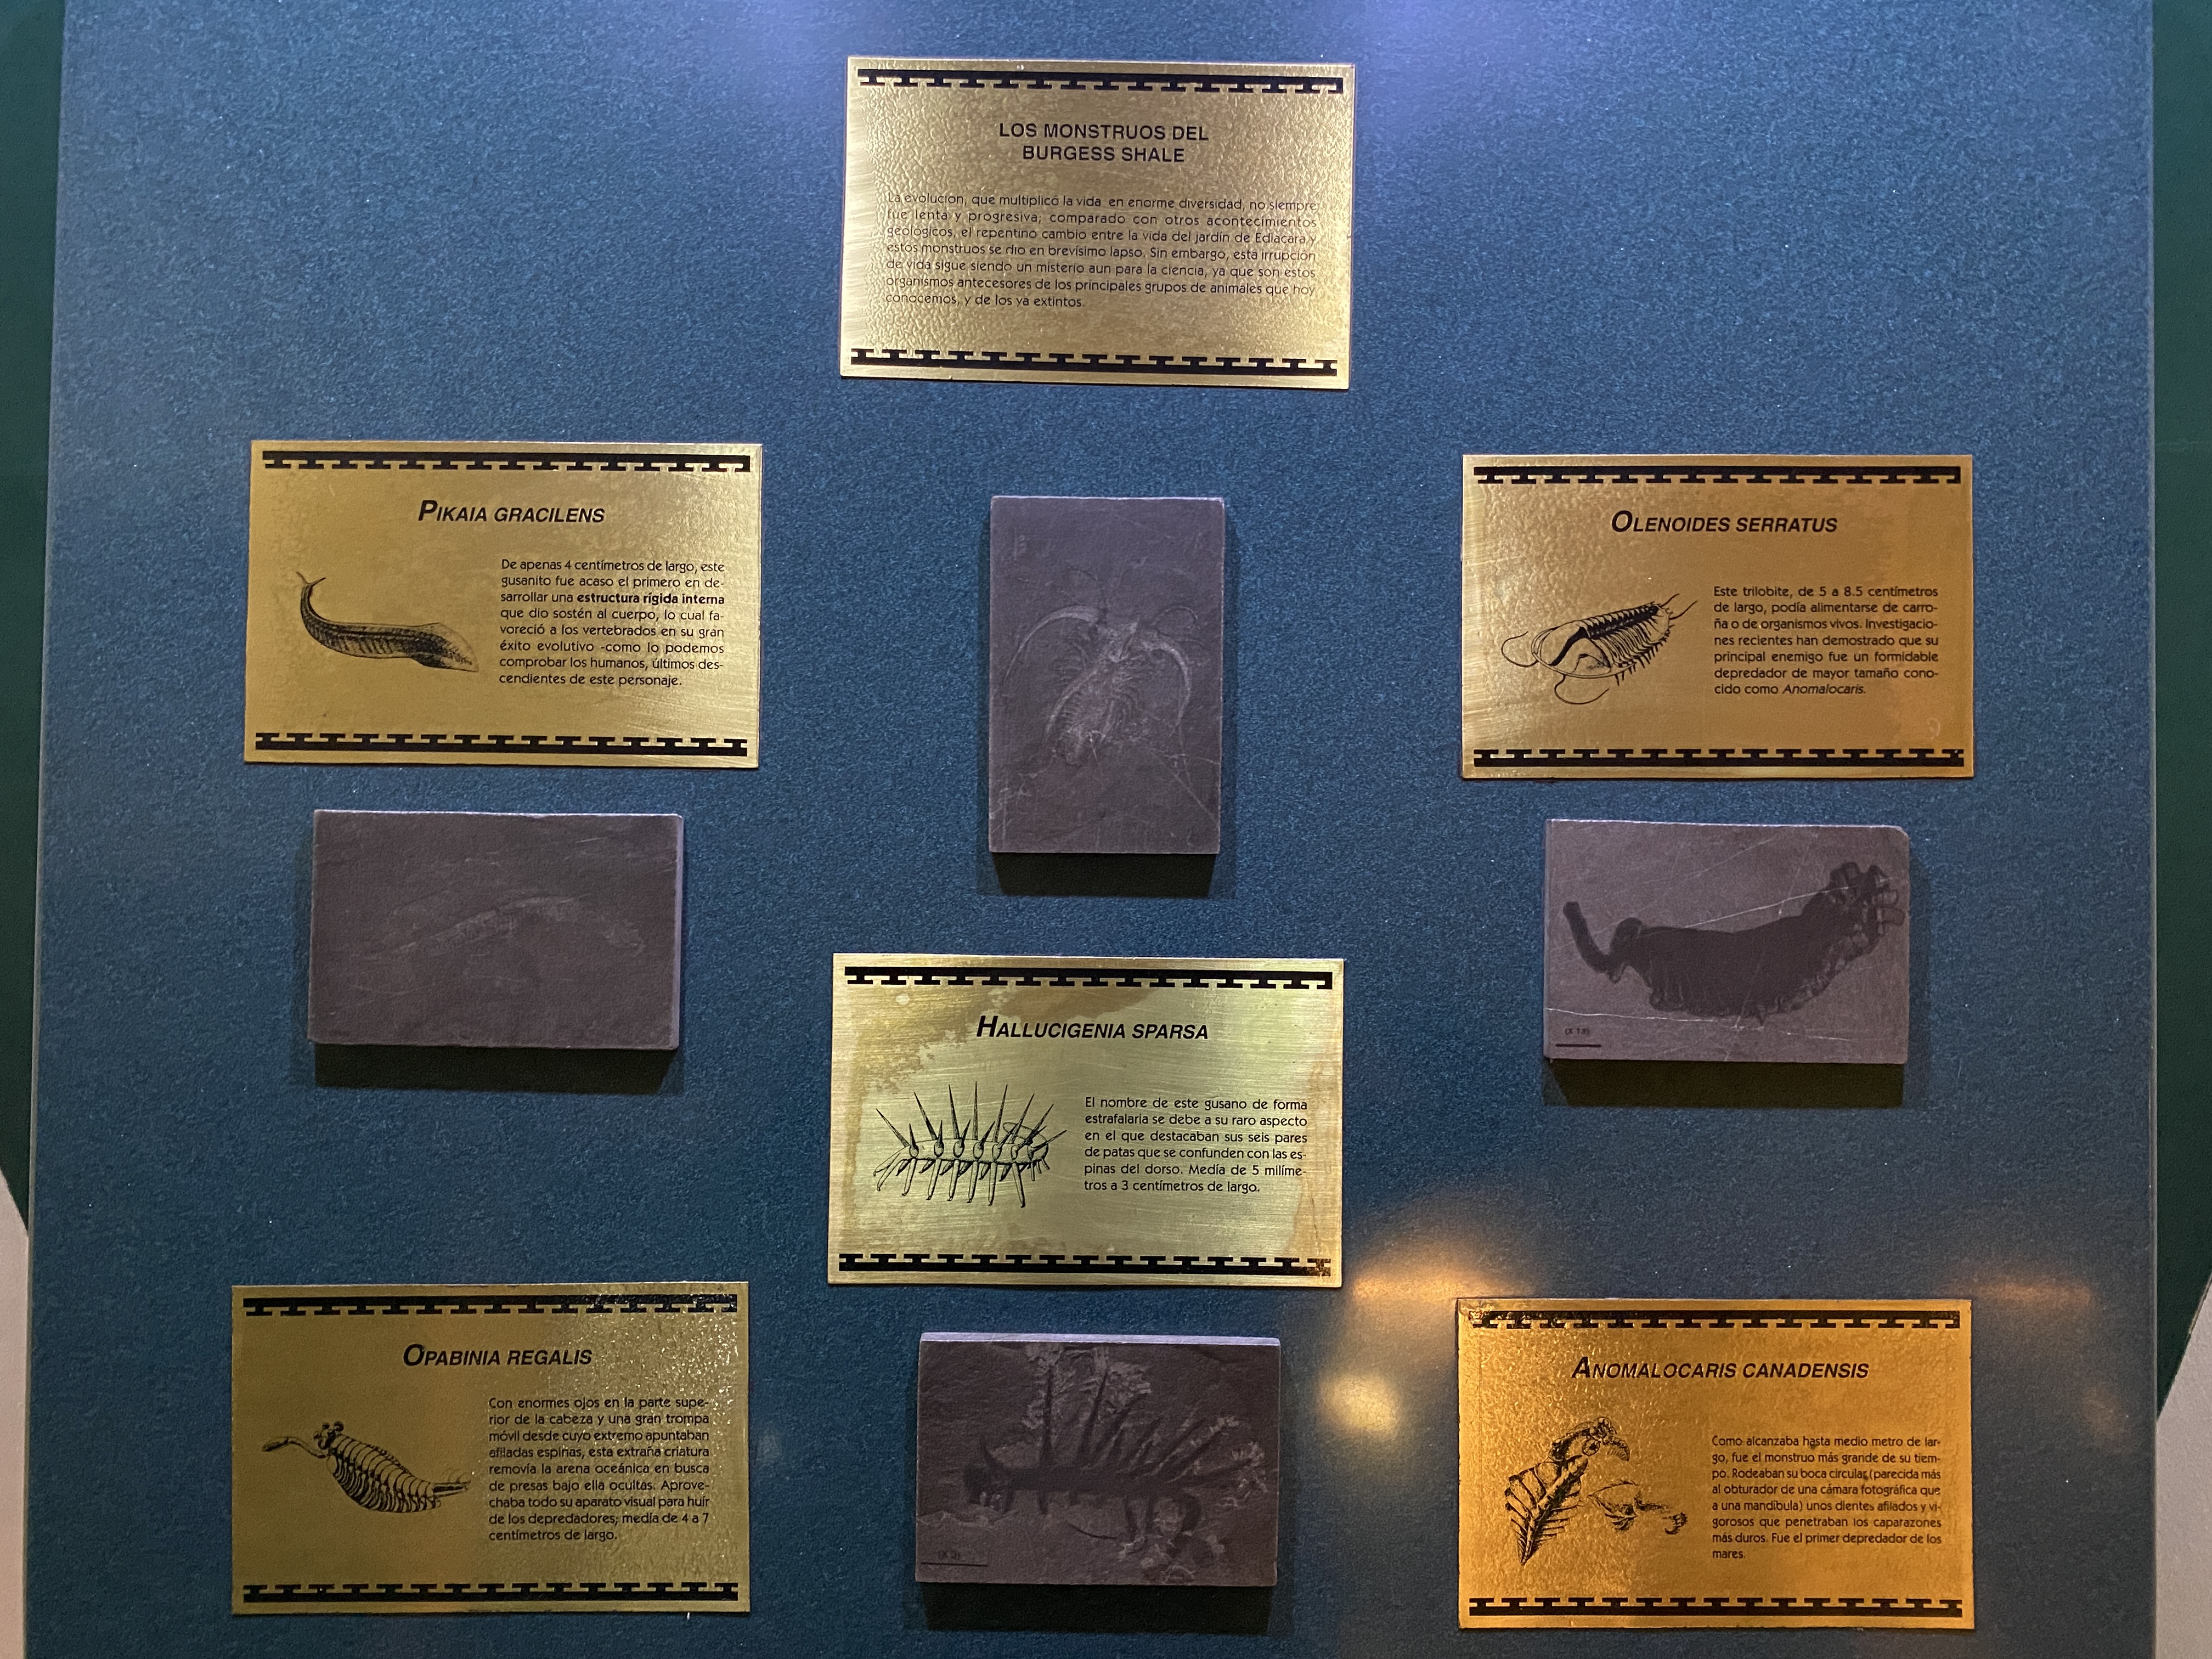 LOS MONSTRUOS DEL
BURGESS SHALE
La evolución, que multiplicó la vida en enorme diversidad, no siempre
fue lenta y progresiva; comparado con otros acontecimientos
geológicos, el repentino cambio entre la vida del jardín de Ediacara y
estos monstruos se dio en brevísimo lapso. Sin embargo, esta irrupción
de vida sigue siendo un misterio aun para la ciencia, ya que son estos
organismos antecesores de los principales grupos de animales que hoy
conocemos, y de los ya extintos.
PIKAIA GRACILENS
De apenas 4 centímetros de largo, este
gusanito fue acaso el primero en de-
sarrollar una estructura rígida interna
que dio sostén al cuerpo, lo cual fa-
voreció a los vertebrados en su gran
éxito evolutivo -como lo podemos
comprobar los humanos, últimos des-
cendientes de este personaje.
OLENOIDES SERRATUS
Este trilobite, de 5 a 8.5 centímetros
de largo, podía alimentarse de carro-
ña o de organismos vivos. Investigacio-
nes recientes han demostrado que su
principal enemigo fue un formidable
depredador de mayor tamaño cono-
cido como Anomalocaris.
HALLUCIGENIA SPARSA
El nombre de este gusano de forma
estrafalaria se debe a su raro aspecto
en el que destacaban sus seis pares
de patas que se confunden con las es-
pinas del dorso. Medía de 5 milíme-
tros a 3 centímetros de largo.
OPABINIA REGALIS
Con enormes ojos en la parte supe-
rior de la cabeza y una gran trompa
móvil desde cuyo extremo apuntaban
afiladas espinas, esta extraña criatura
removía la arena oceánica en busca
de presas bajo ella ocultas. Aprove-
chaba todo su aparato visual para huir
de los depredadores; medía de 4 a 7
centímetros de largo.
ANOMALOCARIS CANADENSIS
Como alcanzaba hasta medio metro de lar-
go, fue el monstruo más grande de su tiem-
po. Rodeaban su boca circular (parecida más
al obturador de una cámara fotográfica que
a una mandíbula) unos dientes afilados y vi-
gorosos que penetraban los caparazones
más duros. Fue el primer depredador de los
mares.